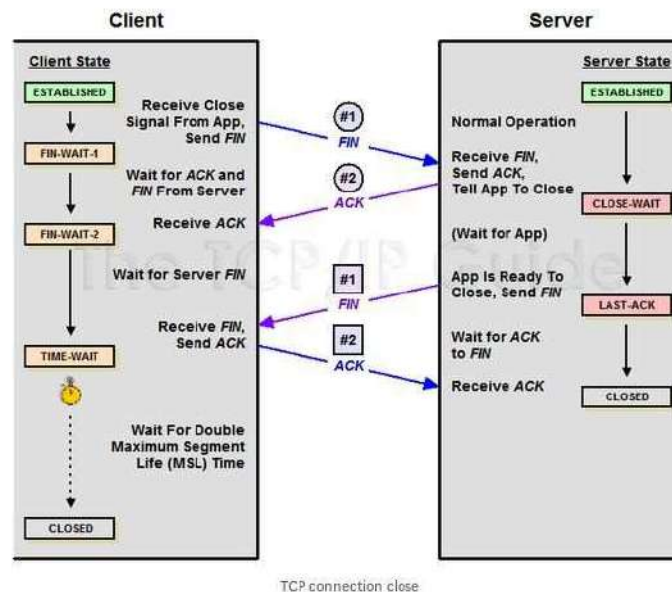 Client
Server
Client State
Server State
ESTABLISHED
ESTABLISHED
Receive Close
Signal From App,
Send FIN
#1
FIN
Normal Operation
FIN-WAIT-1
Receive FIN,
Send ACK,
Tell App To Close
Wait for ACK and
FIN From Server
#2
ACK
CLOSE-WAIT
Receive ACK
FIN-WAIT-2
(Wait for App)
The TCP/IP Guide
Wait for Server FIN
#1
FIN
App Is Ready To
Close, Send FIN
LAST-ACK
Receive FIN,
Send ACK
#2
ACK
Wait for ACK
to FIN
TIME-WAIT
Receive ACK
CLOSED
Wait For Double
Maximum Segment
Life (MSL) Time
CLOSED
TCP connection close